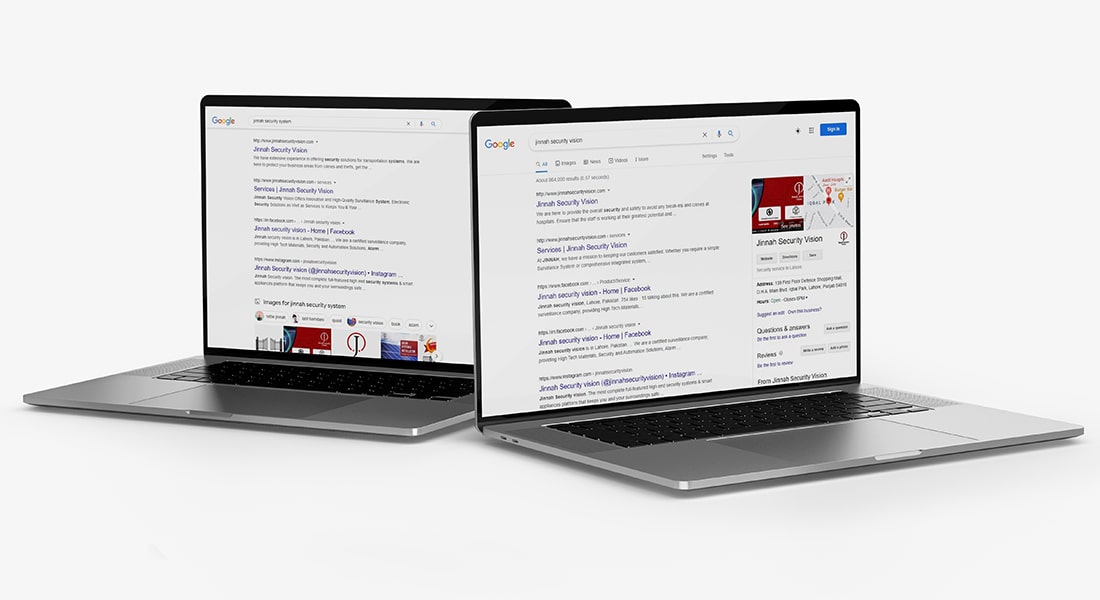 Google
jinnah security system
http://www.jinnahsecurityvision.com
Jinnah Security Vision
We have extensive experience in offering security solutions for transportation systems. We are
here to protect your business areas from crimes and thefts, get the ...
http://www.jinnahsecurityvision.com › services
Services | Jinnah Security Vision
Jinnah Security Vision Offers Innovative and High-Quality Surveillance System, Electronic
Security Solutions as Well as Services in
https://m.facebook.com › ... › Jinnah security vision
Jinnah security vision - Home | Facebook
Jinnah security vision is in Lahore, Pakistan. ... We are a certified surveillance company,
providing High Tech Materials, Security and Automation Solutions, Alarm ...
https://www.instagram.com › jinnahsecurityvision
Jinnah Security vision (@jinnahsecurityvision) • Instagram ...
Jinnah Security vision. The most complete full-featured high end security systems & smart
appliances platform that keeps you and your surroundings safe ...
Images for jinnah security system
security vision
book
Google
jinnah security vision
Sign in
All
Images
News
Videos
More
Settings
Tools
About 864,000 results (0.57 seconds)
http://www.jinnahsecurityvision.com
Jinnah Security Vision
We are here to provide the overall security and safety to avoid any break-ins and crimes at
hospitals. Ensure that the staff is working at their greatest potential and ...
http://www.jinnahsecurityvision.com › services
Services | Jinnah Security Vision
At JINNAH, we have a mission to keeping our customers satisfied. Whether you require a simple
Surveillance System or comprehensive integrated system, ...
https://www.facebook.com › ... › Product/Service
Jinnah security vision - Home | Facebook
Jinnah security vision, Lahore, Pakistan. 754 likes · 15 talking about this. We are a certified
surveillance company, providing High Tech Materials.
https://m.facebook.com › ... › Jinnah security vision
Jinnah security vision - Home | Facebook
Jinnah security vision is in Lahore, Pakistan. ... We are a certified surveillance company,
providing High Tech Materials, Security and Automation Solutions, Alarm ...
https://www.instagram.com › jinnahsecurityvision
Jinnah Security vision (@jinnahsecurityvision) • Instagram ...
Jinnah Security vision. The most complete full-featured high end security systems & smart
appliances platform that keeps you and your surroundings safe ...
See photos
Jinnah Security Vision
Website
Directions
Save
Security service in Lahore
Address: 139 First Floor Defence Shopping Mall,
D.H.A. Main Blvd, Iqbal Park, Lahore, Punjab 54810
Hours: Open · Closes 6PM
Suggest an edit · Own this business?
Questions & answers
Ask a question
Be the first to ask a question
Reviews
Write a review
Add a photo
Be the first to review
From Jinnah Security Vision